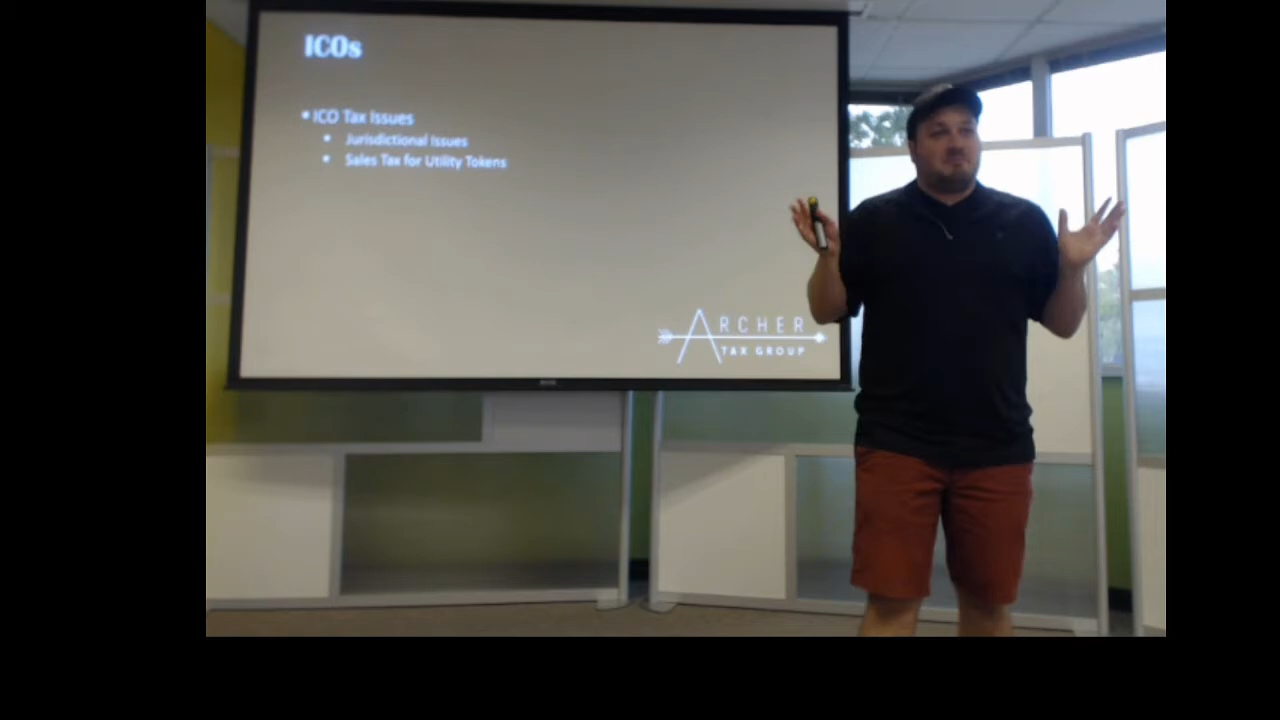 ICOs
• ICO Tax Issues
• Jurisdictional Issues
• Sales Tax for Utility Tokens
ARCHER
TAX GROUP